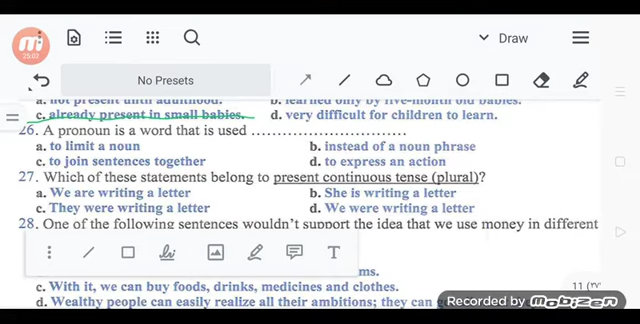 25:02
Draw
No Presets
a. not present until adulthood. b. learned only by five-month old babies.
c. already present in small babies. d. very difficult for children to learn.
26. A pronoun is a word that is used ……………………………
a. to limit a noun b. instead of a noun phrase
c. to join sentences together d. to express an action
27. Which of these statements belong to present continuous tense (plural)?
a. We are writing a letter b. She is writing a letter
c. They were writing a letter d. We were writing a letter
28. One of the following sentences wouldn't support the idea that we use money in different
T
c. With it, we can buy foods, drinks, medicines and clothes.
d. Wealthy people can easily realize all their ambitions; they can
Recorded by Mobizen